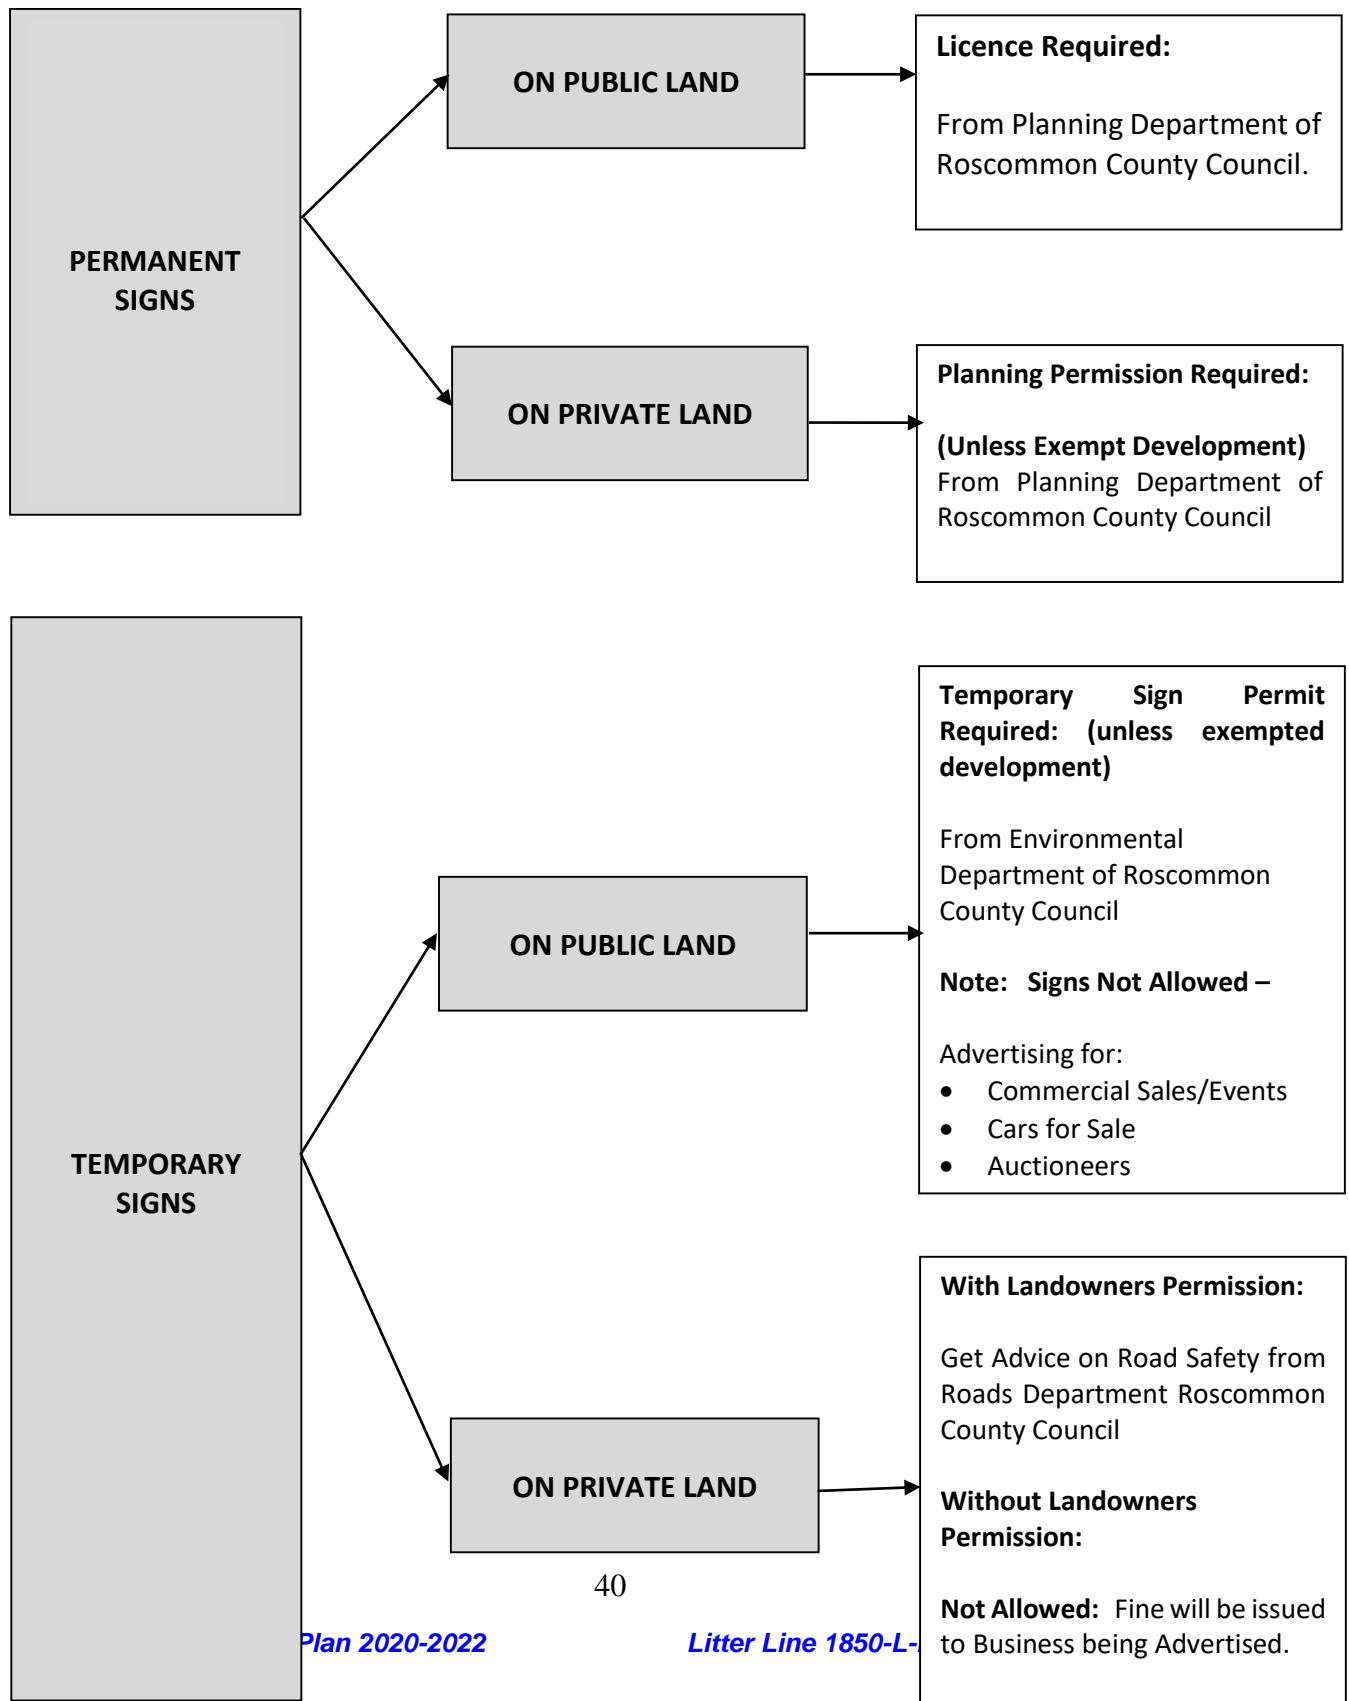 PERMANENT
SIGNS
ON PUBLIC LAND
Licence Required:
From Planning Department of
Roscommon County Council.
ON PRIVATE LAND
Planning Permission Required:
(Unless Exempt Development)
From Planning Department of
Roscommon County Council
TEMPORARY
SIGNS
ON PUBLIC LAND
Temporary Sign Permit
Required: (unless exempted
development)
From Environmental
Department of Roscommon
County Council
Note: Signs Not Allowed –
Advertising for:
• Commercial Sales/Events
• Cars for Sale
• Auctioneers
ON PRIVATE LAND
With Landowners Permission:
Get Advice on Road Safety from
Roads Department Roscommon
County Council
Without Landowners
Permission:
Not Allowed: Fine will be issued
to Business being Advertised.
40
Plan 2020-2022 Litter Line 1850-L-